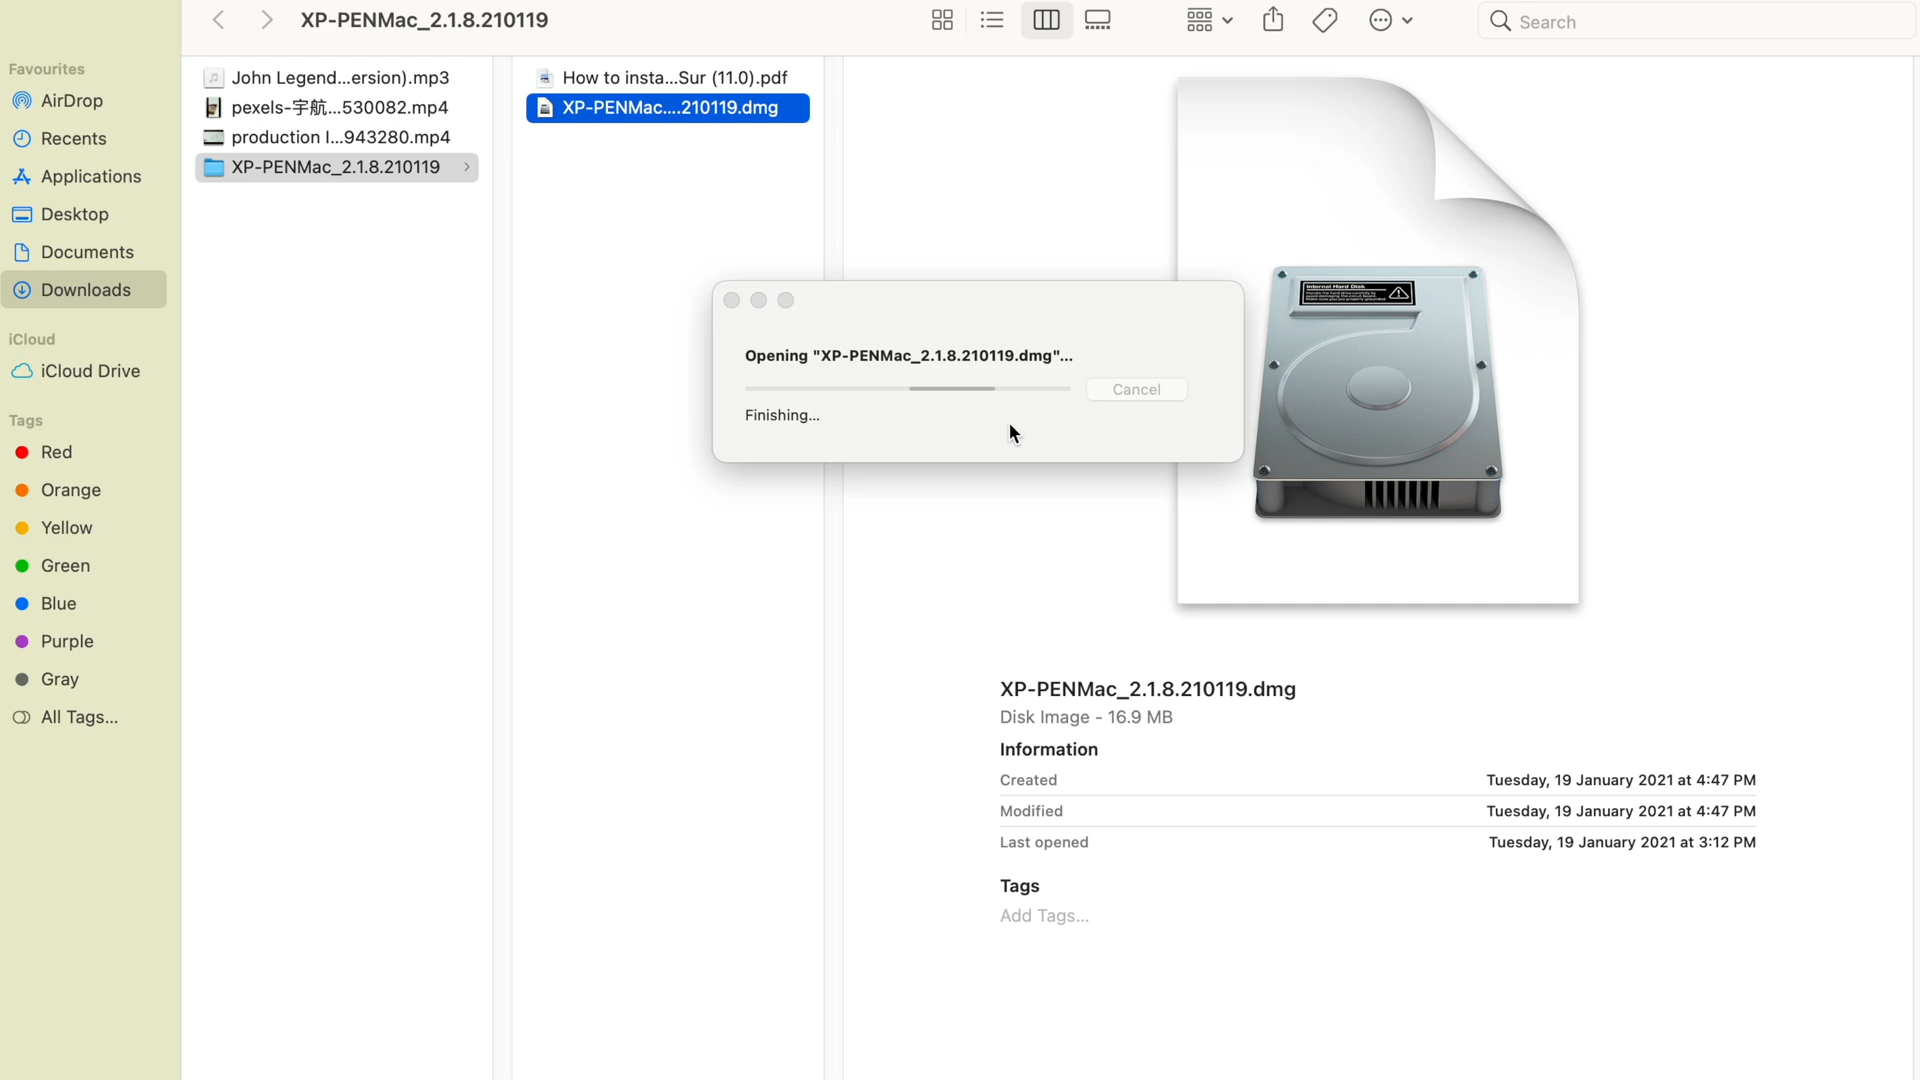 XP-PENMac_2.1.8.210119
Search
Favourites
AirDrop
Recents
Applications
Desktop
Documents
Downloads
iCloud
iCloud Drive
Tags
Red
Orange
Yellow
Green
Blue
Purple
Gray
All Tags...
John Legend...ersion).mp3
pexels-宇航...530082.mp4
production I...943280.mp4
XP-PENMac_2.1.8.210119
How to insta...Sur (11.0).pdf
XP-PENMac....210119.dmg
Opening "XP-PENMac_2.1.8.210119.dmg"...
Cancel
Finishing...
Internal Hard Disk
XP-PENMac_2.1.8.210119.dmg
Disk Image - 16.9 MB
Information
Created Tuesday, 19 January 2021 at 4:47 PM
Modified Tuesday, 19 January 2021 at 4:47 PM
Last opened Tuesday, 19 January 2021 at 3:12 PM
Tags
Add Tags...